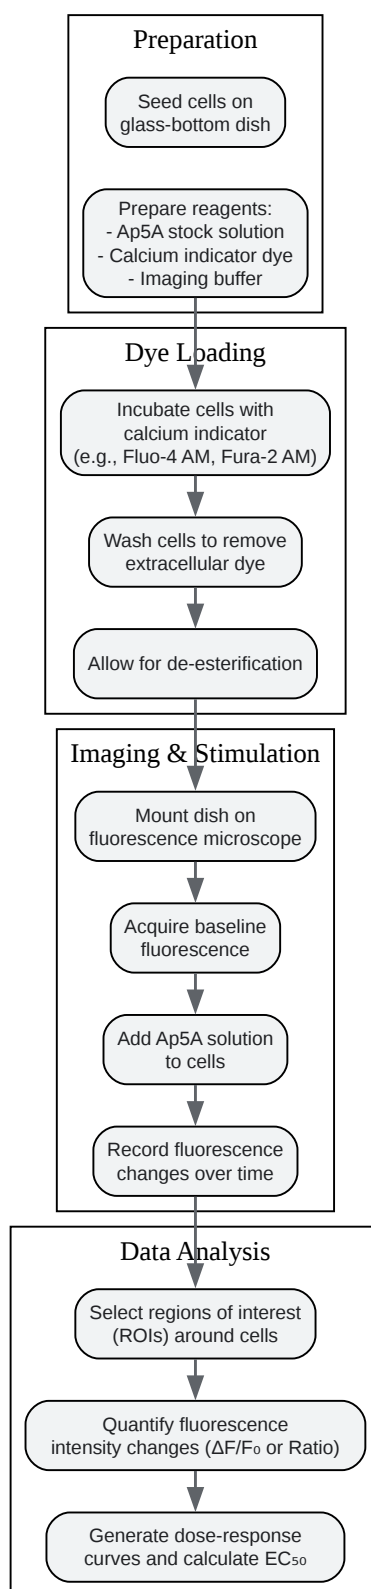 Preparation
Seed cells on
glass-bottom dish
Prepare reagents:
- Ap5A stock solution
- Calcium indicator dye
- Imaging buffer
Dye Loading
Incubate cells with
calcium indicator
(e.g., Fluo-4 AM, Fura-2 AM)
Wash cells to remove
extracellular dye
Allow for de-esterification
Imaging & Stimulation
Mount dish on
fluorescence microscope
Acquire baseline
fluorescence
Add Ap5A solution
to cells
Record fluorescence
changes over time
Data Analysis
Select regions of interest
(ROIs) around cells
Quantify fluorescence
intensity changes (ΔF/F₀ or Ratio)
Generate dose-response
curves and calculate EC₅₀